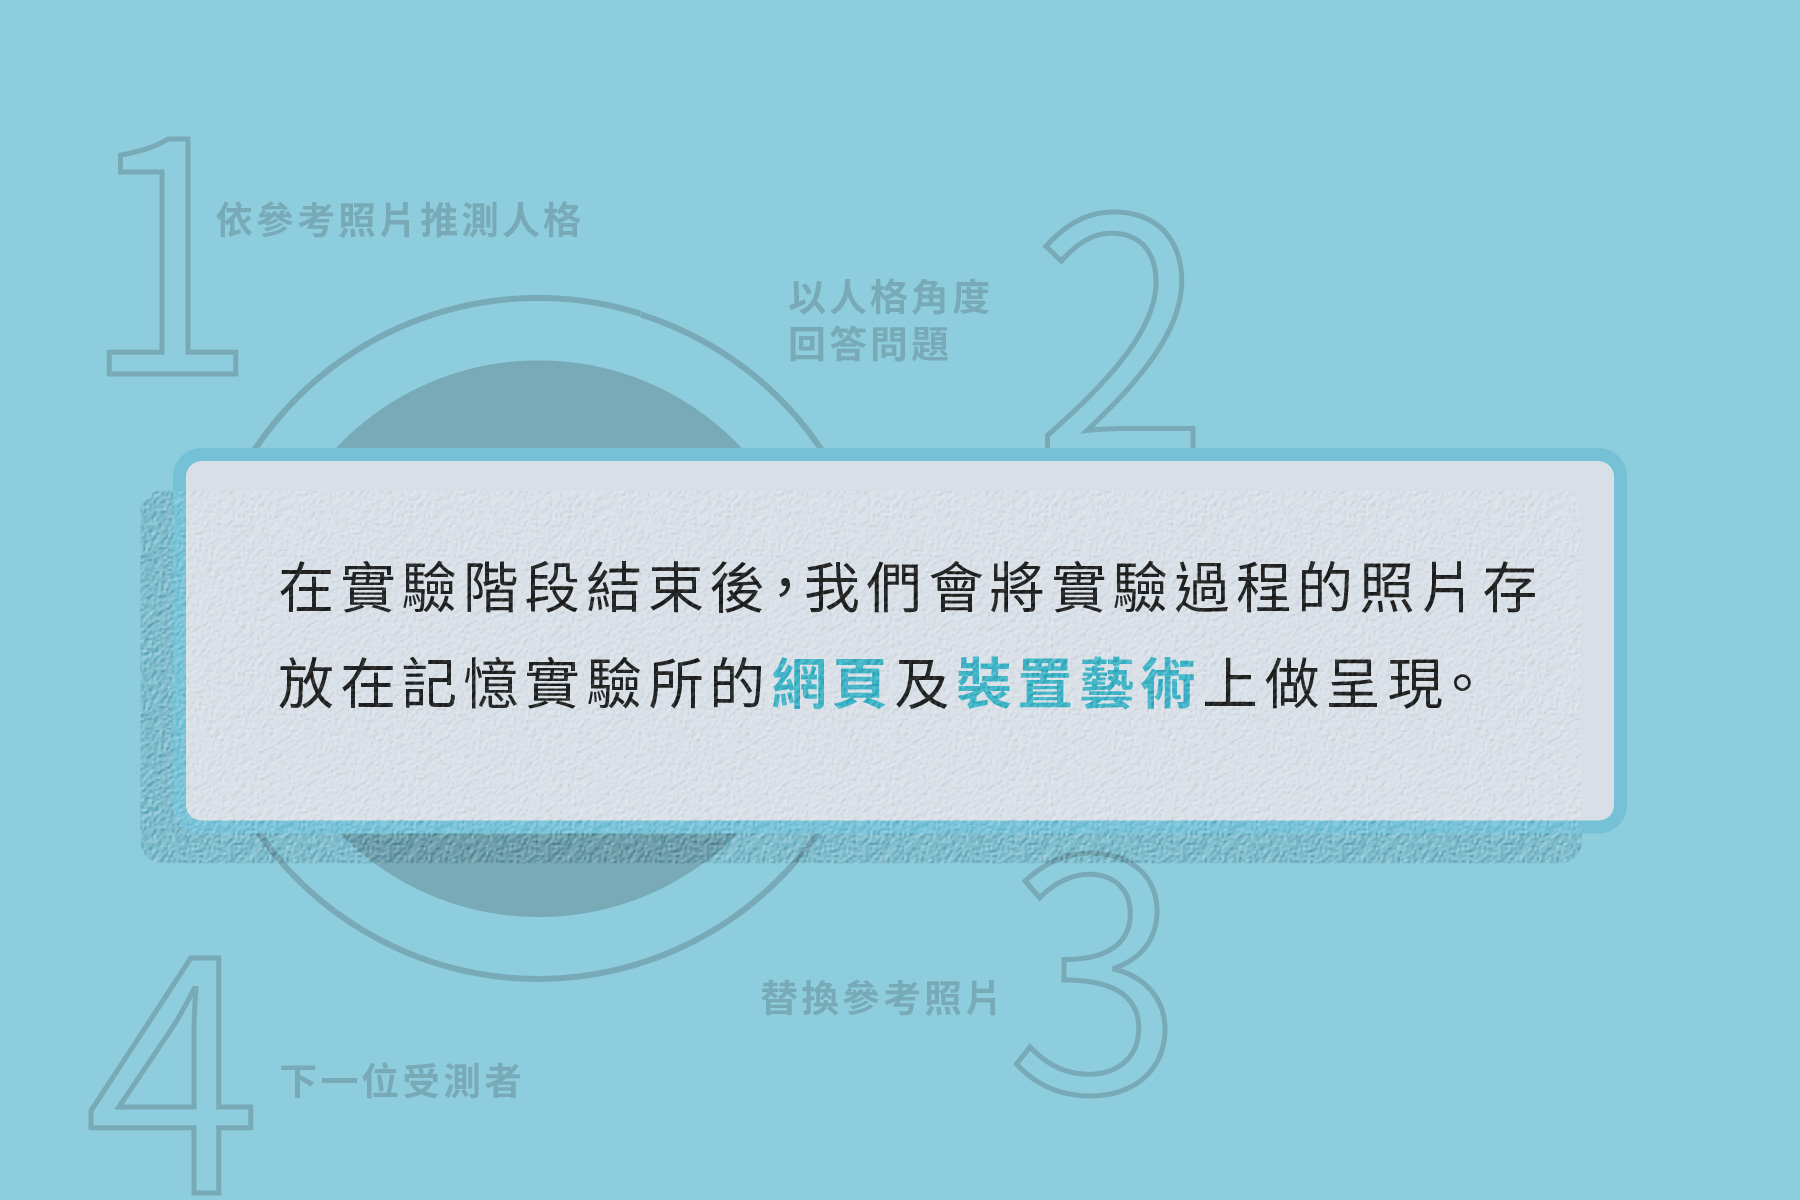 1
依參考照片推測人格
2
以人格角度
回答問題
在實驗階段結束後，我們會將實驗過程的照片存
放在記憶實驗所的網頁及裝置藝術上做呈現。
3
替換參考照片
4
下一位受測者